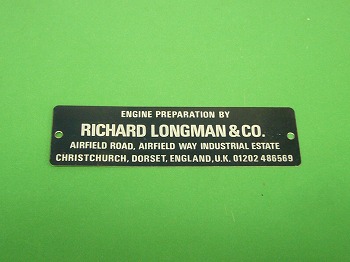 ENGINE PREPARATION BY
RICHARD LONGMAN & CO.
AIRFIELD ROAD, AIRFIELD WAY INDUSTRIAL ESTATE
CHRISTCHURCH, DORSET, ENGLAND, U.K. 01202 486569